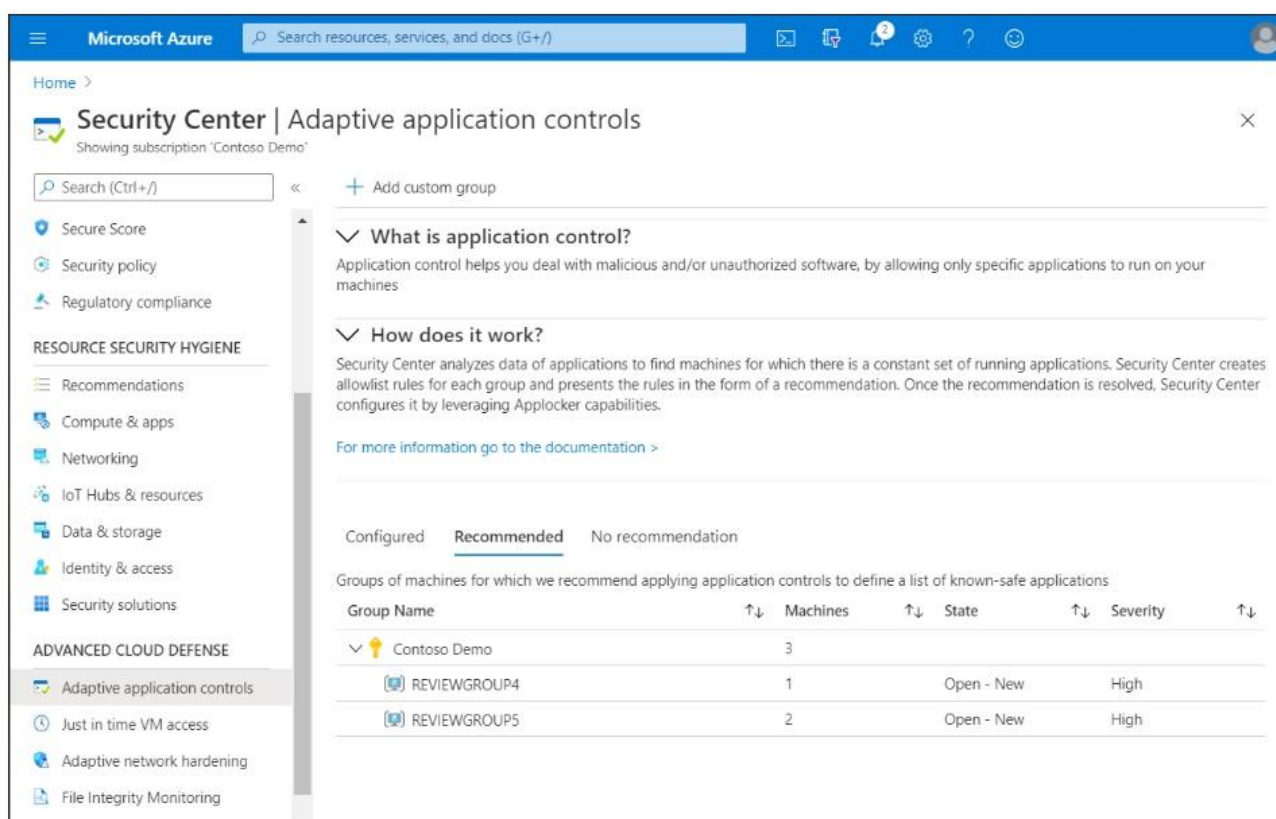 Microsoft Azure
Search resources, services, and docs (G+/)
2
Home >
Security Center | Adaptive application controls
Showing subscription 'Contoso Demo'
Search (Ctrl+/)
«
Secure Score
Security policy
Regulatory compliance
RESOURCE SECURITY HYGIENE
Recommendations
Compute & apps
Networking
IoT Hubs & resources
Data & storage
Identity & access
Security solutions
ADVANCED CLOUD DEFENSE
Adaptive application controls
Just in time VM access
Adaptive network hardening
File Integrity Monitoring
+ Add custom group
What is application control?
Application control helps you deal with malicious and/or unauthorized software, by allowing only specific applications to run on your
machines
How does it work?
Security Center analyzes data of applications to find machines for which there is a constant set of running applications. Security Center creates
allowlist rules for each group and presents the rules in the form of a recommendation. Once the recommendation is resolved, Security Center
configures it by leveraging Applocker capabilities.
For more information go to the documentation >
Configured Recommended No recommendation
Groups of machines for which we recommend applying application controls to define a list of known-safe applications
Group Name ↑↓ Machines ↑↓ State ↑↓ Severity ↑↓
Contoso Demo 3
REVIEWGROUP4 1 Open - New High
REVIEWGROUP5 2 Open - New High